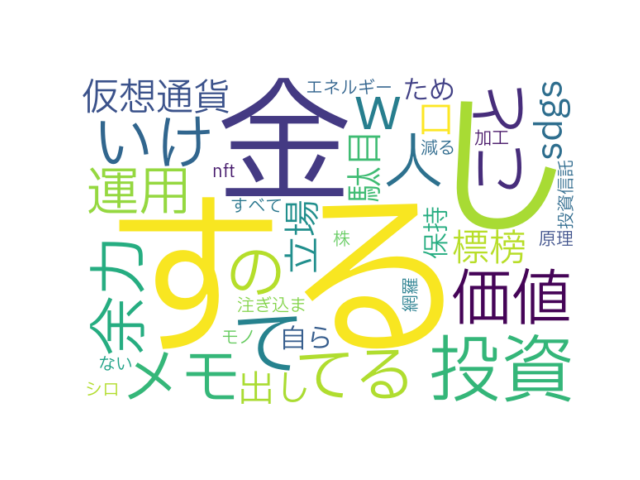 仮想通貨
エネルギー
ため
sdgs
金
w
ロ
し
とこ
加工
いけ
人
減る
nft
駄目
投資信託
運用
すべて
立場
保持
原理
標榜
する
の
株
余力
網羅
価値
注ぎ込ま
て
自ら
モノ
ない
メモ
出し
てる
投資
シロ